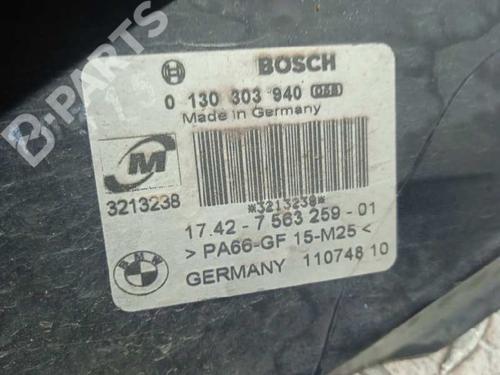 BOSCH
0 130 303 940 048
Made in Germany
M
3213238
*3213238*
17.42 - 7 563 259 - 01
> PA66-GF 15-M25 <
BMW
GERMANY 110748 10